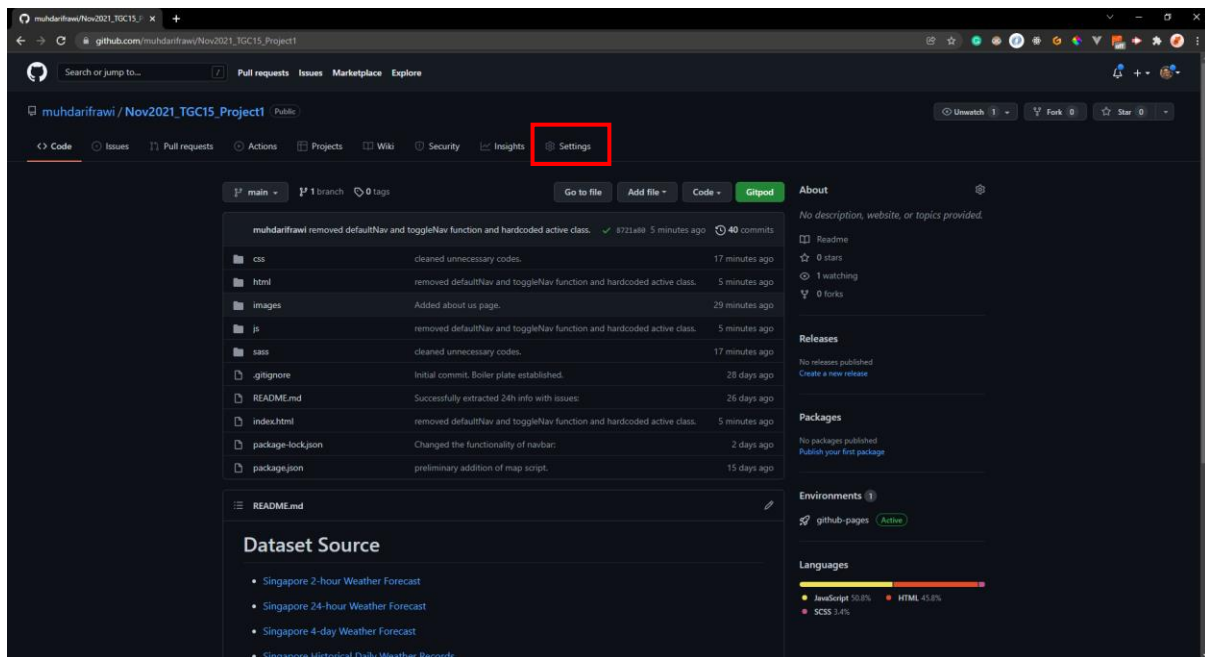 muhdarifrawi/Nov2021_TGC15_P
github.com/muhdarifrawi/Nov2021_TGC15_Project1
Search or jump to... / Pull requests Issues Marketplace Explore
muhdarifrawi / Nov2021_TGC15_Project1 Public Unwatch 1 Fork 0 Star 0
Code Issues Pull requests Actions Projects Wiki Security Insights Settings
main 1 branch 0 tags Go to file Add file Code Gitpod
muhdarifrawi removed defaultNav and toggleNav function and hardcoded active class. 8721a80 5 minutes ago 40 commits
css cleaned unnecessary codes. 17 minutes ago
html removed defaultNav and toggleNav function and hardcoded active class. 5 minutes ago
images Added about us page. 29 minutes ago
js removed defaultNav and toggleNav function and hardcoded active class. 5 minutes ago
sass cleaned unnecessary codes. 17 minutes ago
.gitignore Initial commit. Boiler plate established. 28 days ago
README.md Successfully extracted 24h info with issues: 26 days ago
index.html removed defaultNav and toggleNav function and hardcoded active class. 5 minutes ago
package-lock.json Changed the functionality of navbar: 2 days ago
package.json preliminary addition of map script. 15 days ago
README.md
Dataset Source
Singapore 2-hour Weather Forecast
Singapore 24-hour Weather Forecast
Singapore 4-day Weather Forecast
Singapore Historical Daily Weather Records
About
No description, website, or topics provided.
Readme
0 stars
1 watching
0 forks
Releases
No releases published
Create a new release
Packages
No packages published
Publish your first package
Environments 1
github-pages Active
Languages
JavaScript 50.8% HTML 45.8%
SCSS 3.4%